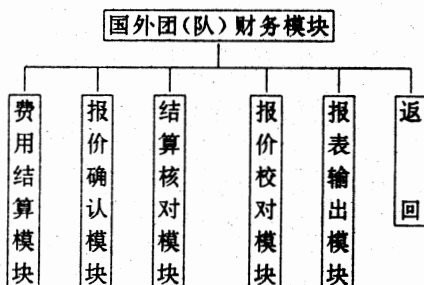 国外团(队)财务模块
费用结算模块
报价确认模块
结算核对模块
报价校对模块
报表输出模块
返回